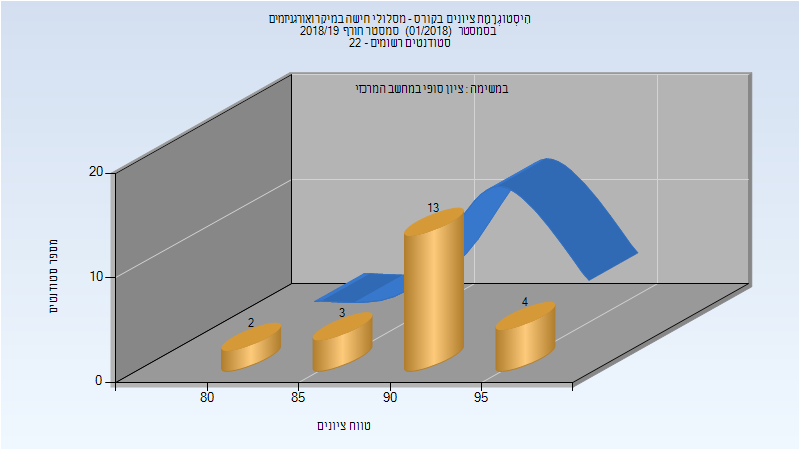 היסטוגרמת ציונים בקורס - מסלולי חישה במיקרואורגניזמים
בסמסטר (01/2018) סמסטר חורף 2018/19
סטודנטים רשומים - 22
במשימה : ציון סופי במחשב המרכזי
20
10
0
מספר סטודנטים
2
3
13
4
80
85
90
95
טווח ציונים